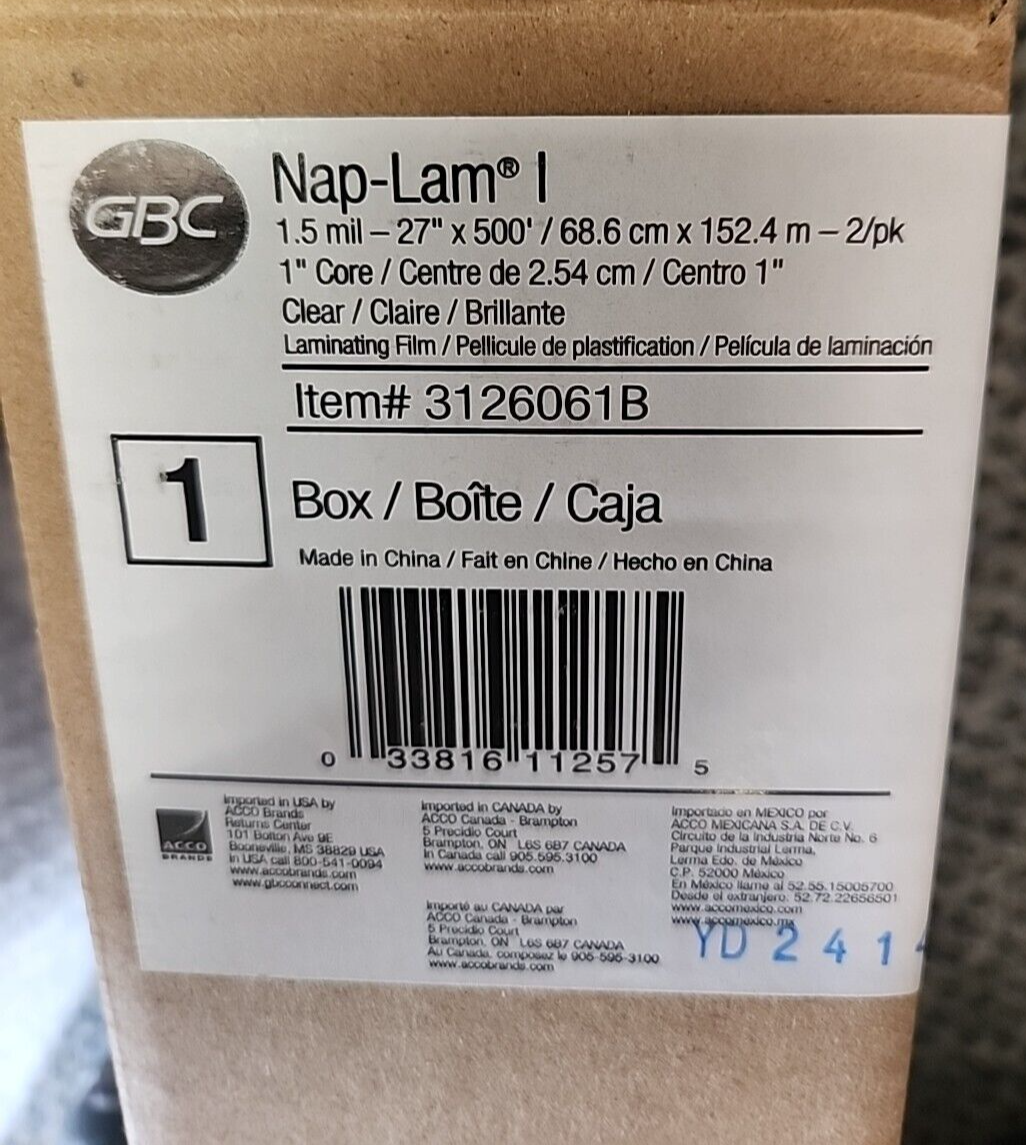 GBC
Nap-Lam® I
1.5 mil – 27" x 500' / 68.6 cm x 152.4 m – 2/pk
1" Core / Centre de 2.54 cm / Centro 1"
Clear / Claire / Brillante
Laminating Film / Pellicule de plastification / Película de laminación
Item# 3126061B
1
Box / Boîte / Caja
Made in China / Fait en Chine / Hecho en China
0 33816 11257 5
ACCO
BRANDS
Imported in USA by
ACCO Brands
Returns Center
101 Bolton Ave 9E
Booneville, MS 38829 USA
in USA call 800-541-0094
www.accobrands.com
www.gbcconnect.com
Imported in CANADA by
ACCO Canada - Brampton
5 Precidio Court
Brampton, ON L6S 6B7 CANADA
In Canada call 905.595.3100
www.accobrands.com
Importé au CANADA par
ACCO Canada - Brampton
5 Precidio Court
Brampton, ON L6S 6B7 CANADA
Au Canada, composez le 905-595-3100
www.accobrands.com
Importado en MEXICO por
ACCO MEXICANA S.A. DE C.V.
Circuito de la Industria Norte No. 6
Parque Industrial Lerma,
Lerma Edo. de México
C.P. 52000 México
En México llame al 52.55.15005700
Desde el extranjero. 52.72.22656501
www.accomexico.com
www.accomexico.mx
YD 2 4 1